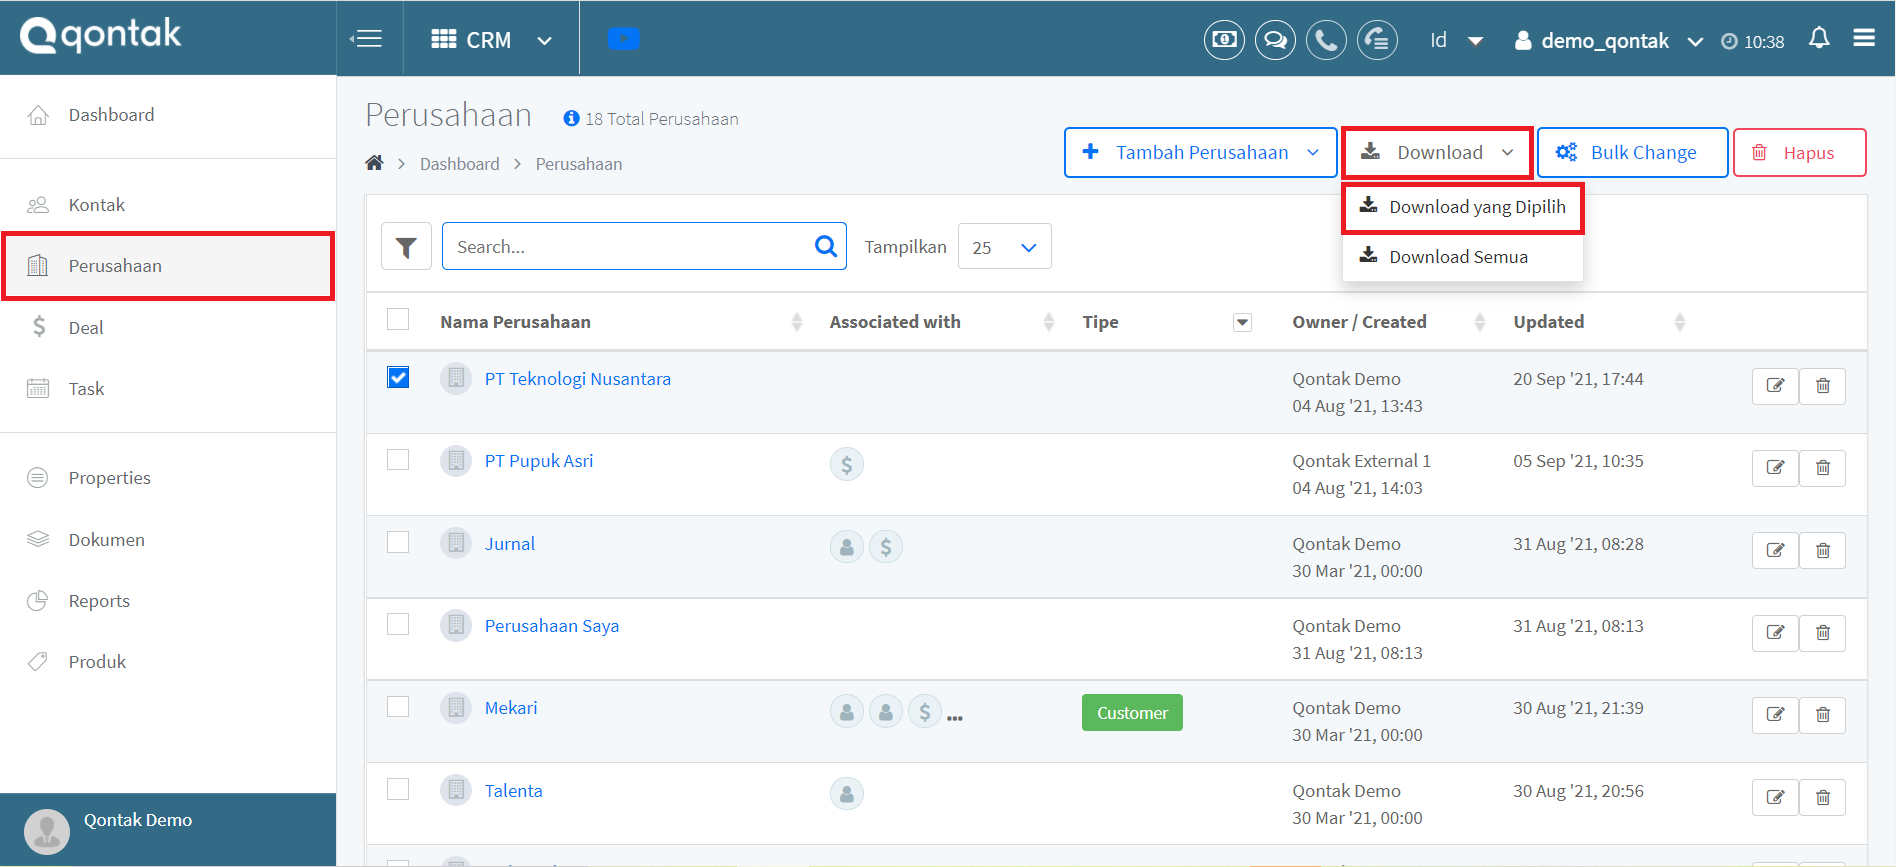 qontak
CRM
Id
demo_qontak
10:38
Dashboard
Kontak
Perusahaan
Deal
Task
Properties
Dokumen
Reports
Produk
Qontak Demo
Perusahaan
18 Total Perusahaan
Dashboard > Perusahaan
Tambah Perusahaan
Download
Bulk Change
Hapus
Download yang Dipilih
Download Semua
Search...
Tampilkan
25
Nama Perusahaan
Associated with
Tipe
Owner / Created
Updated
PT Teknologi Nusantara
Qontak Demo
04 Aug '21, 13:43
20 Sep '21, 17:44
PT Pupuk Asri
Qontak External 1
04 Aug '21, 14:03
05 Sep '21, 10:35
Jurnal
Qontak Demo
30 Mar '21, 00:00
31 Aug '21, 08:28
Perusahaan Saya
Qontak Demo
31 Aug '21, 08:13
31 Aug '21, 08:13
Mekari
...
Customer
Qontak Demo
30 Mar '21, 00:00
30 Aug '21, 21:39
Talenta
Qontak Demo
30 Mar '21, 00:00
30 Aug '21, 20:56